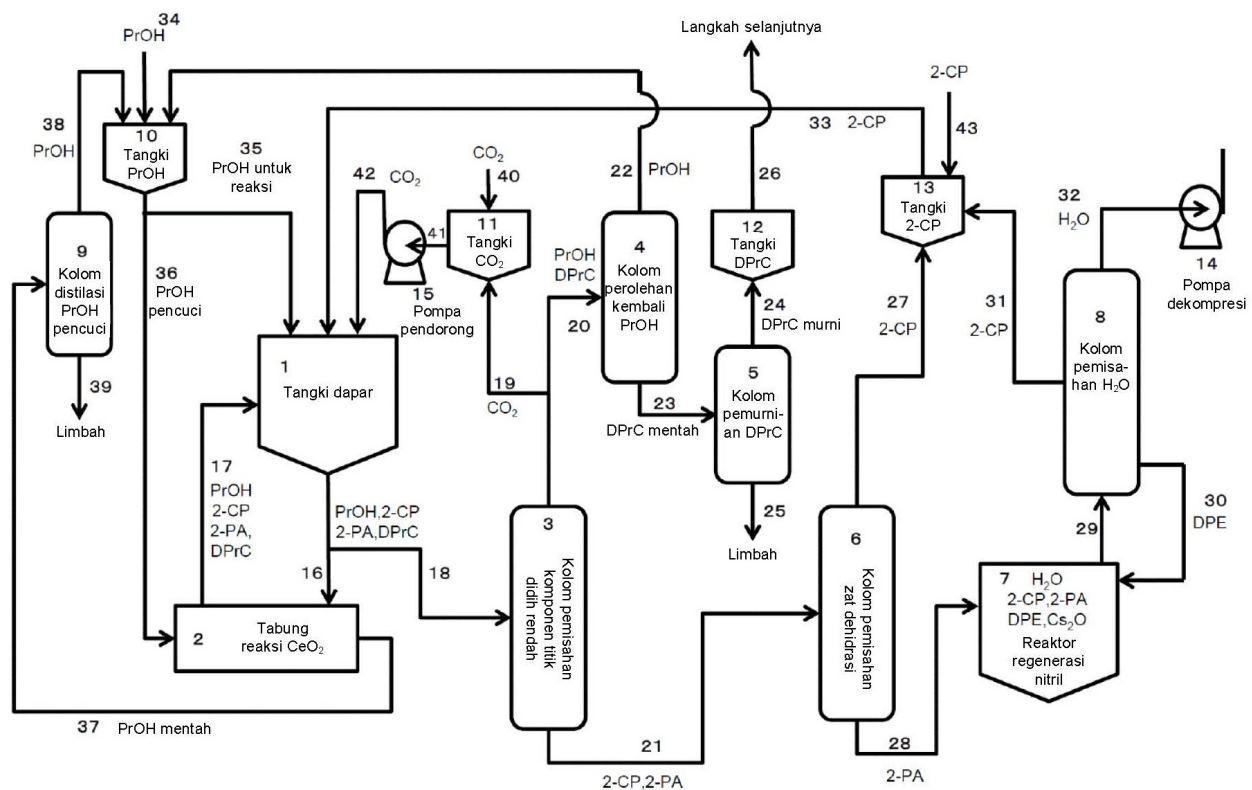 34
PrOH
Langkah selanjutnya
2-CP
38
PrOH
10
Tangki
PrOH
35
PrOH untuk
reaksi
42
CO₂
CO₂
40
22
PrOH
26
33
2-CP
43
13
Tangki
2-CP
32
H₂O
14
Pompa
dekompresi
9
Kolom
distilasi
PrOH
pencuci
36
PrOH
pencuci
41
11
Tangki
CO₂
15
Pompa
pendorong
PrOH
DPrC
20
4
Kolom
perolehan
kembali
PrOH
12
Tangki
DPrC
24
DPrC murni
27
2-CP
31
2-CP
8
Kolom
pemisa-
han H₂O
39
Limbah
1
Tangki dapar
19
CO₂
23
DPrC mentah
5
Kolom
pemurni-
an DPrC
25
Limbah
17
PrOH
2-CP
2-PA,
DPrC
PrOH,2-CP
2-PA,DPrC
16
18
3
Kolom pemisahan
komponen titik
didih rendah
6
Kolom pemisahan
zat dehidrasi
29
30
DPE
7
H₂O
2-CP,2-PA
DPE,Cs₂O
Reaktor
regenerasi
nitril
2
Tabung
reaksi CeO₂
37
PrOH mentah
21
2-CP,2-PA
28
2-PA